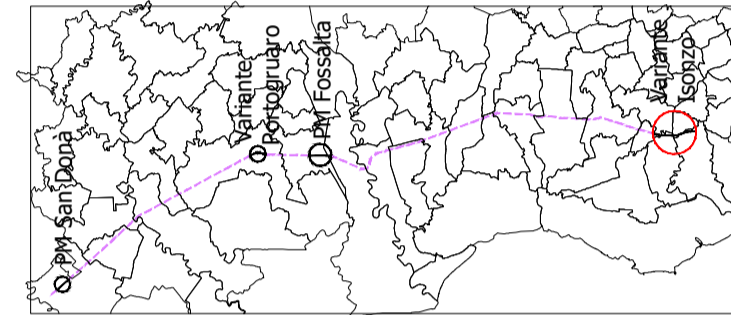 PM San Donà
Variante
Portogruaro
PM Fossalta
Variante
Isonzo